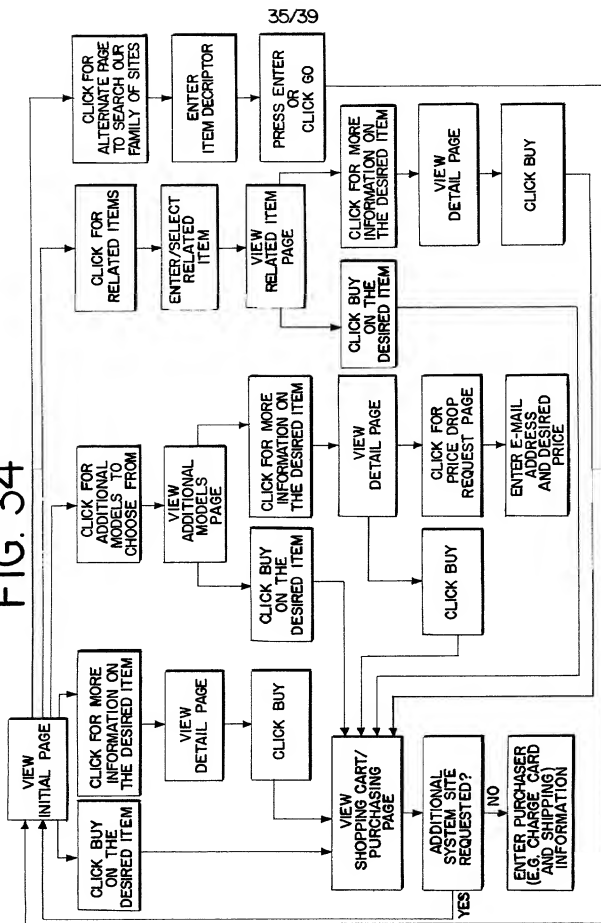 35/39
FIG. 34
VIEW
INITIAL PAGE
CLICK BUY
ON THE
DESIRED ITEM
CLICK FOR MORE
INFORMATION ON
THE DESIRED ITEM
VIEW
DETAIL PAGE
CLICK BUY
CLICK FOR
ADDITIONAL
MODELS TO
CHOOSE FROM
VIEW
ADDITIONAL
MODELS
PAGE
CLICK BUY
ON THE
DESIRED ITEM
CLICK FOR MORE
INFORMATION ON
THE DESIRED ITEM
VIEW
DETAIL PAGE
CLICK BUY
CLICK FOR
PRICE DROP
REQUEST PAGE
ENTER E-MAIL
ADDRESS
AND DESIRED
PRICE
CLICK FOR
RELATED ITEMS
ENTER/SELECT
RELATED
ITEM
VIEW
RELATED ITEM
PAGE
CLICK BUY
ON THE
DESIRED ITEM
CLICK FOR MORE
INFORMATION ON
THE DESIRED ITEM
VIEW
DETAIL PAGE
CLICK BUY
CLICK FOR
ALTERNATE PAGE
TO SEARCH OUR
FAMILY OF SITES
ENTER
ITEM DECRIPTOR
PRESS ENTER
OR
CLICK GO
VIEW
SHOPPING CART/
PURCHASING
PAGE
ADDITIONAL
SYSTEM SITE
REQUESTED?
YES
NO
ENTER PURCHASER
(E.G. CHARGE CARD
AND SHIPPING)
INFORMATION